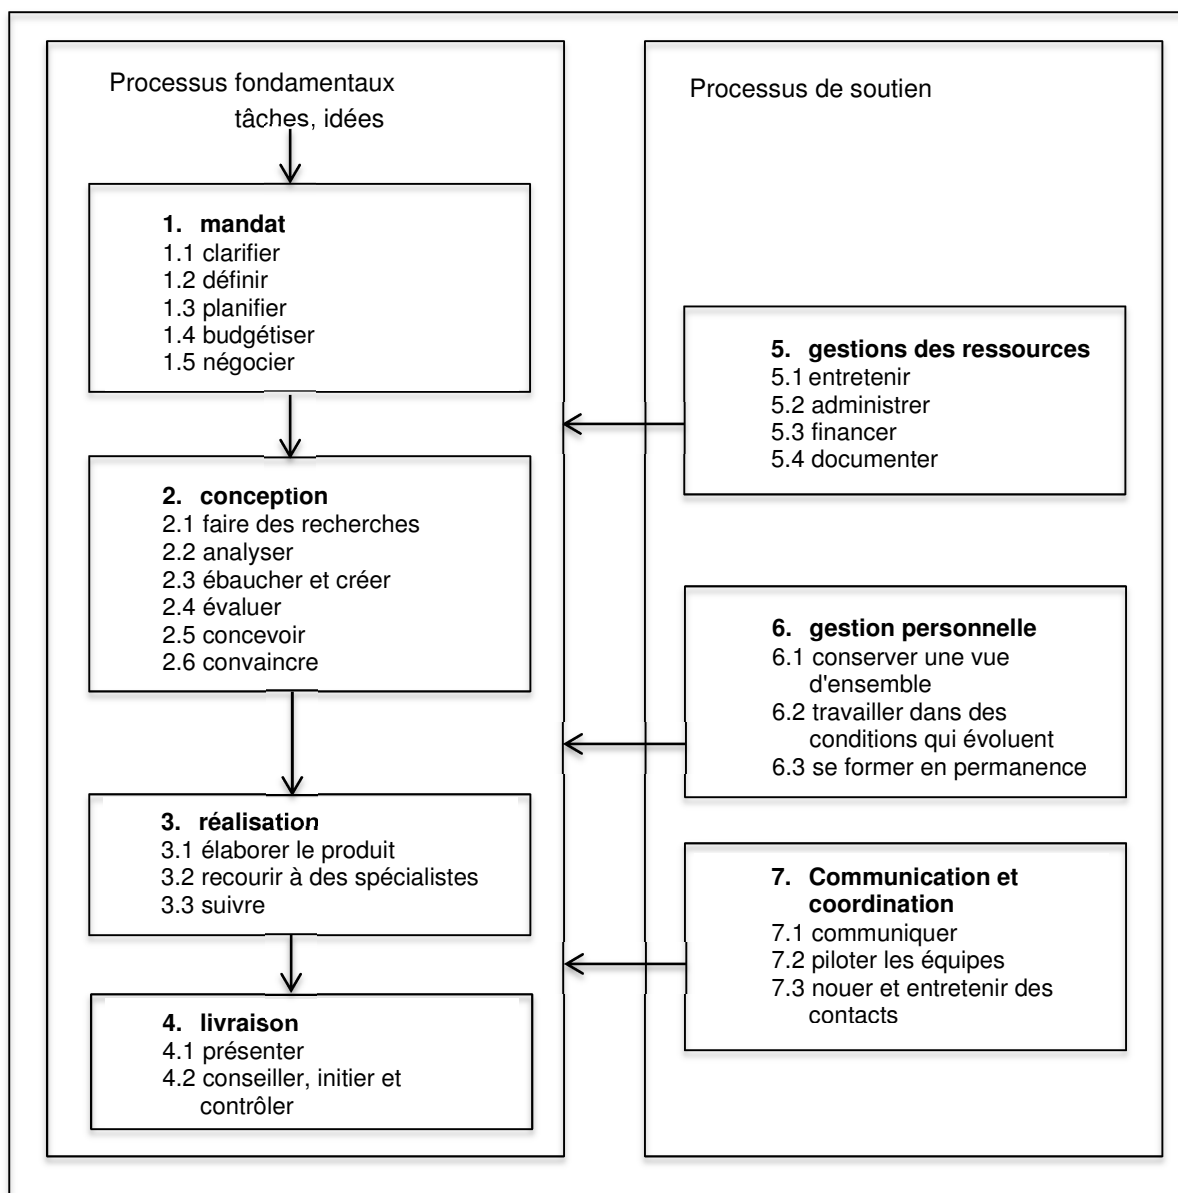 Processus fondamentaux
tâches, idées
1. mandat
1.1 clarifier
1.2 définir
1.3 planifier
1.4 budgétiser
1.5 négocier
2. conception
2.1 faire des recherches
2.2 analyser
2.3 ébaucher et créer
2.4 évaluer
2.5 concevoir
2.6 convaincre
3. réalisation
3.1 élaborer le produit
3.2 recourir à des spécialistes
3.3 suivre
4. livraison
4.1 présenter
4.2 conseiller, initier et
contrôler
Processus de soutien
5. gestions des ressources
5.1 entretenir
5.2 administrer
5.3 financer
5.4 documenter
6. gestion personnelle
6.1 conserver une vue
d'ensemble
6.2 travailler dans des
conditions qui évoluent
6.3 se former en permanence
7. Communication et
coordination
7.1 communiquer
7.2 piloter les équipes
7.3 nouer et entretenir des
contacts